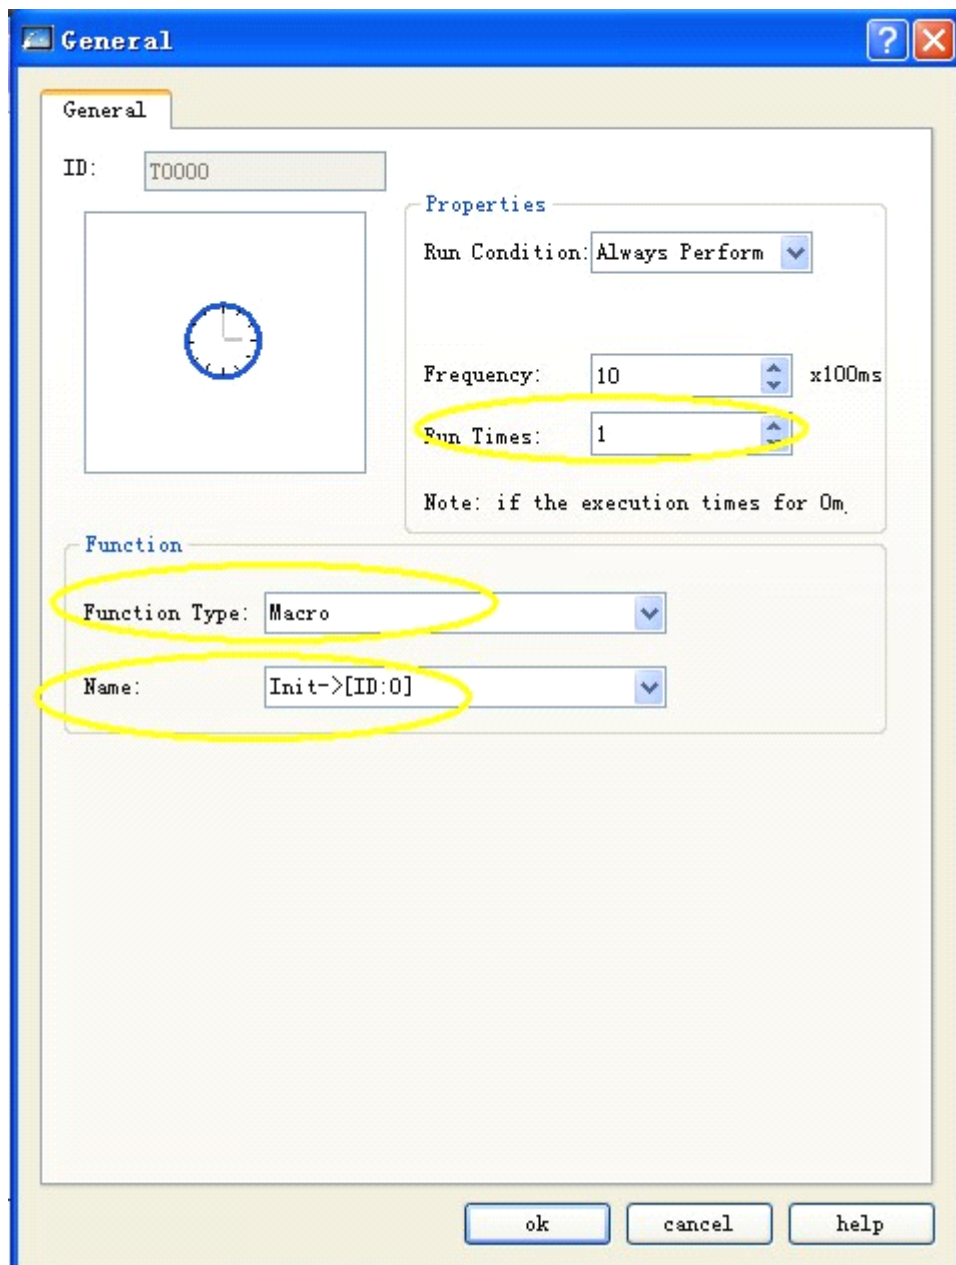 General
General
ID: T0000
Properties
Run Condition: Always Perform
Frequency: 10 x100ms
Run Times: 1
Note: if the execution times for 0m
Function
Function Type: Macro
Name: Init->[ID:0]
ok cancel help